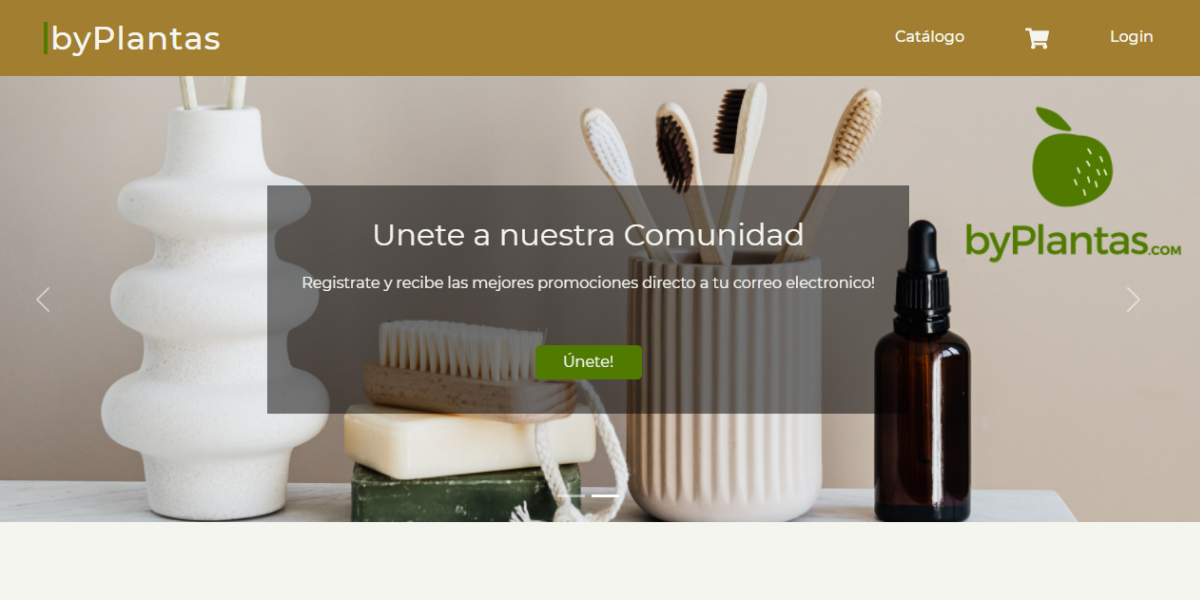 byPlantas
Catálogo
Login
byPlantas.COM
Unete a nuestra Comunidad
Registrate y recibe las mejores promociones directo a tu correo electronico!
Únete!